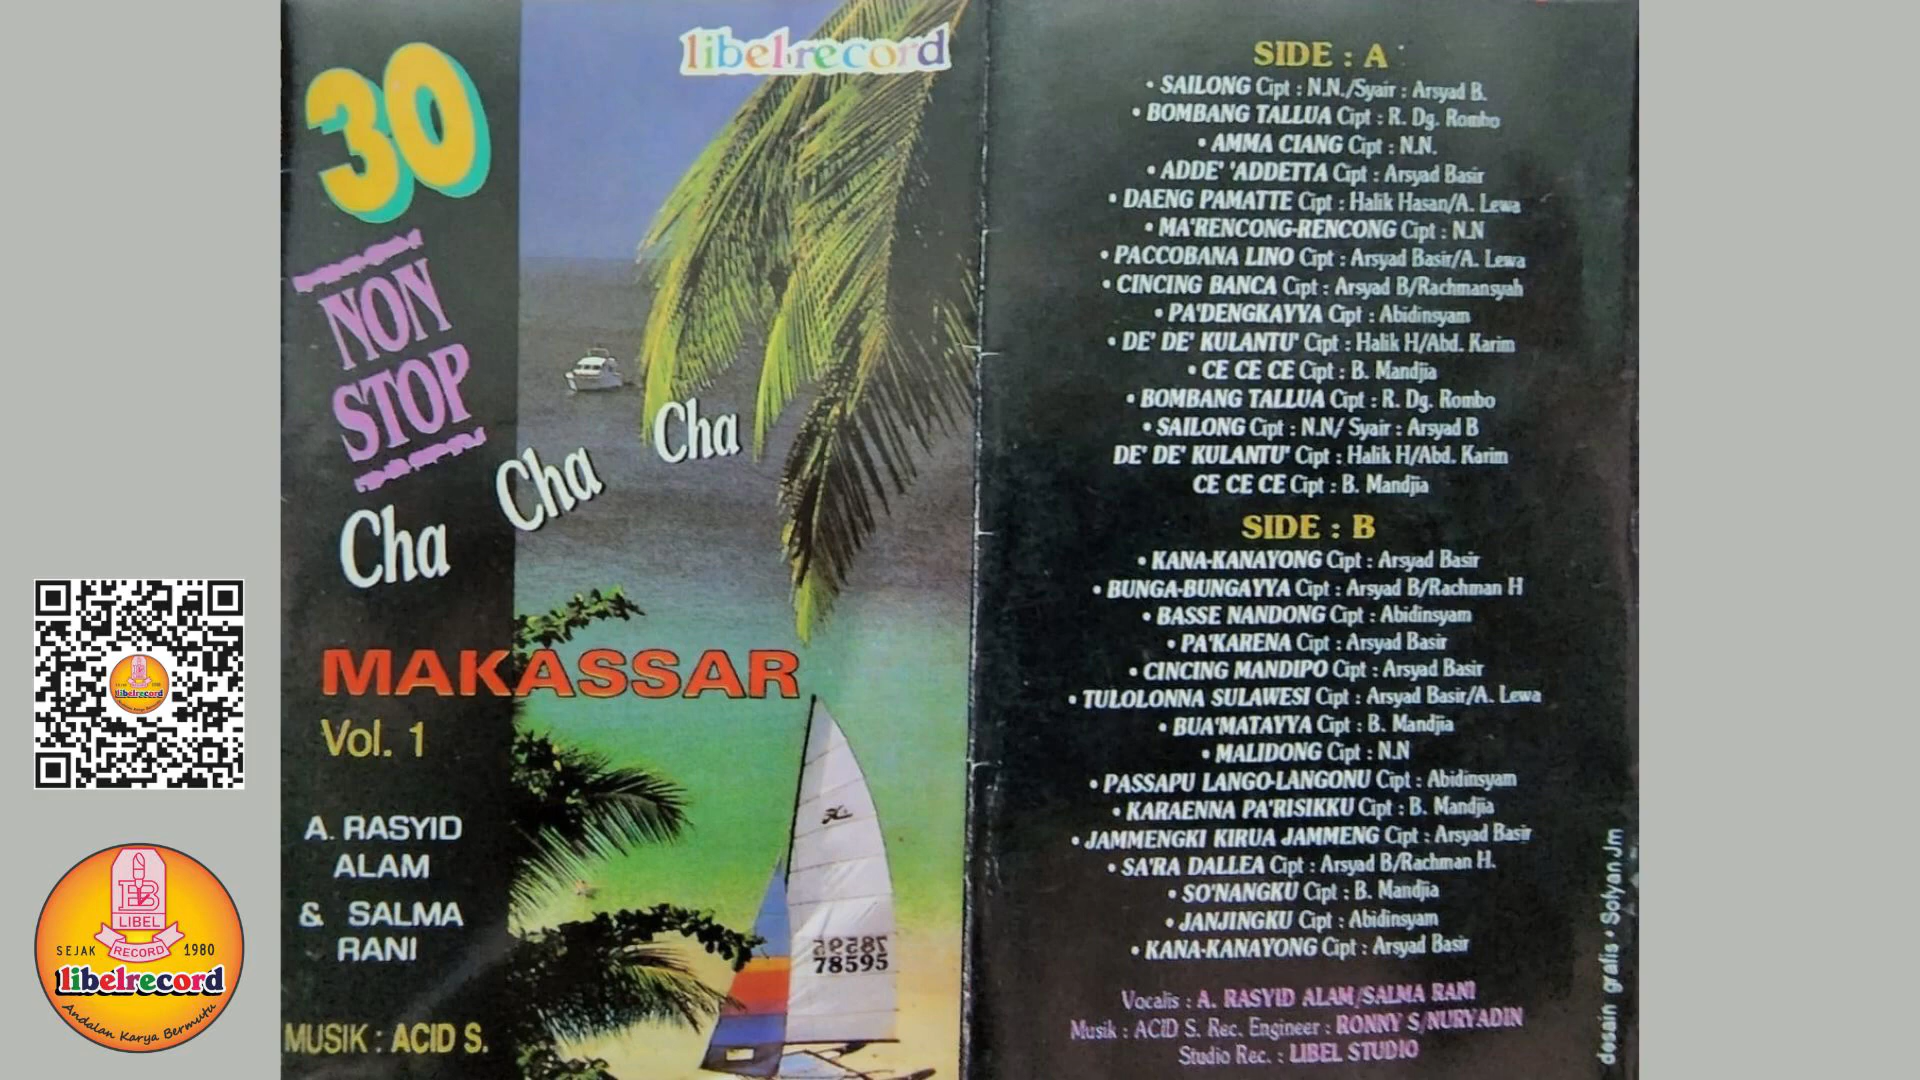 libel record
30
NON
STOP
Cha Cha Cha
MAKASSAR
Vol. 1
A. RASYID
ALAM
& SALMA
RANI
MUSIK : ACID S.
78595
78595
SIDE : A
• SAILONG Cipt : N.N./Syair : Arsyad B.
• BOMBANG TALLUA Cipt : R. Dg. Rombo
• AMMA CIANG Cipt : N.N.
• ADDE' 'ADDETTA Cipt : Arsyad Basir
• DAENG PAMATTE Cipt : Halik Hasan/A. Lewa
• MA'RENCONG-RENCONG Cipt : N.N
• PACCOBANA LINO Cipt : Arsyad Basir/A. Lewa
• CINCING BANCA Cipt : Arsyad B/Rachmansyah
• PA'DENGKAYYA Cipt : Abidinsyam
• DE' DE' KULANTU' Cipt : Halik H/Abd. Karim
• CE CE CE Cipt : B. Mandjia
• BOMBANG TALLUA Cipt : R. Dg. Rombo
• SAILONG Cipt : N.N/ Syair : Arsyad B
DE' DE' KULANTU' Cipt : Halik H/Abd. Karim
CE CE CE Cipt : B. Mandjia
SIDE : B
• KANA-KANAYONG Cipt : Arsyad Basir
• BUNGA-BUNGAYYA Cipt : Arsyad B/Rachman H
• BASSE NANDONG Cipt : Abidinsyam
• PA'KARENA Cipt : Arsyad Basir
• CINCING MANDIPO Cipt : Arsyad Basir
• TULOLONNA SULAWESI Cipt : Arsyad Basir/A. Lewa
• BUA'MATAYYA Cipt : B. Mandjia
• MALIDONG Cipt : N.N
• PASSAPU LANGO-LANGONU Cipt : Abidinsyam
• KARAENNA PA'RISIKKU Cipt : B. Mandjia
• JAMMENGKI KIRUA JAMMENG Cipt : Arsyad Basir
• SA'RA DALLEA Cipt : Arsyad B/Rachman H.
• SO'NANGKU Cipt : B. Mandjia
• JANJINGKU Cipt : Abidinsyam
• KANA-KANAYONG Cipt : Arsyad Basir
Vocalis : A. RASYID ALAM/SALMA RANI
Musik : ACID S. Rec. Engineer : RONNY S/NURYADIN
Studio Rec. : LIBEL STUDIO
desain grafis • Sofyan Jm
libelrecord
LIBEL
RECORD
SEJAK 1980
libelrecord
Andalan Karya Bermutu